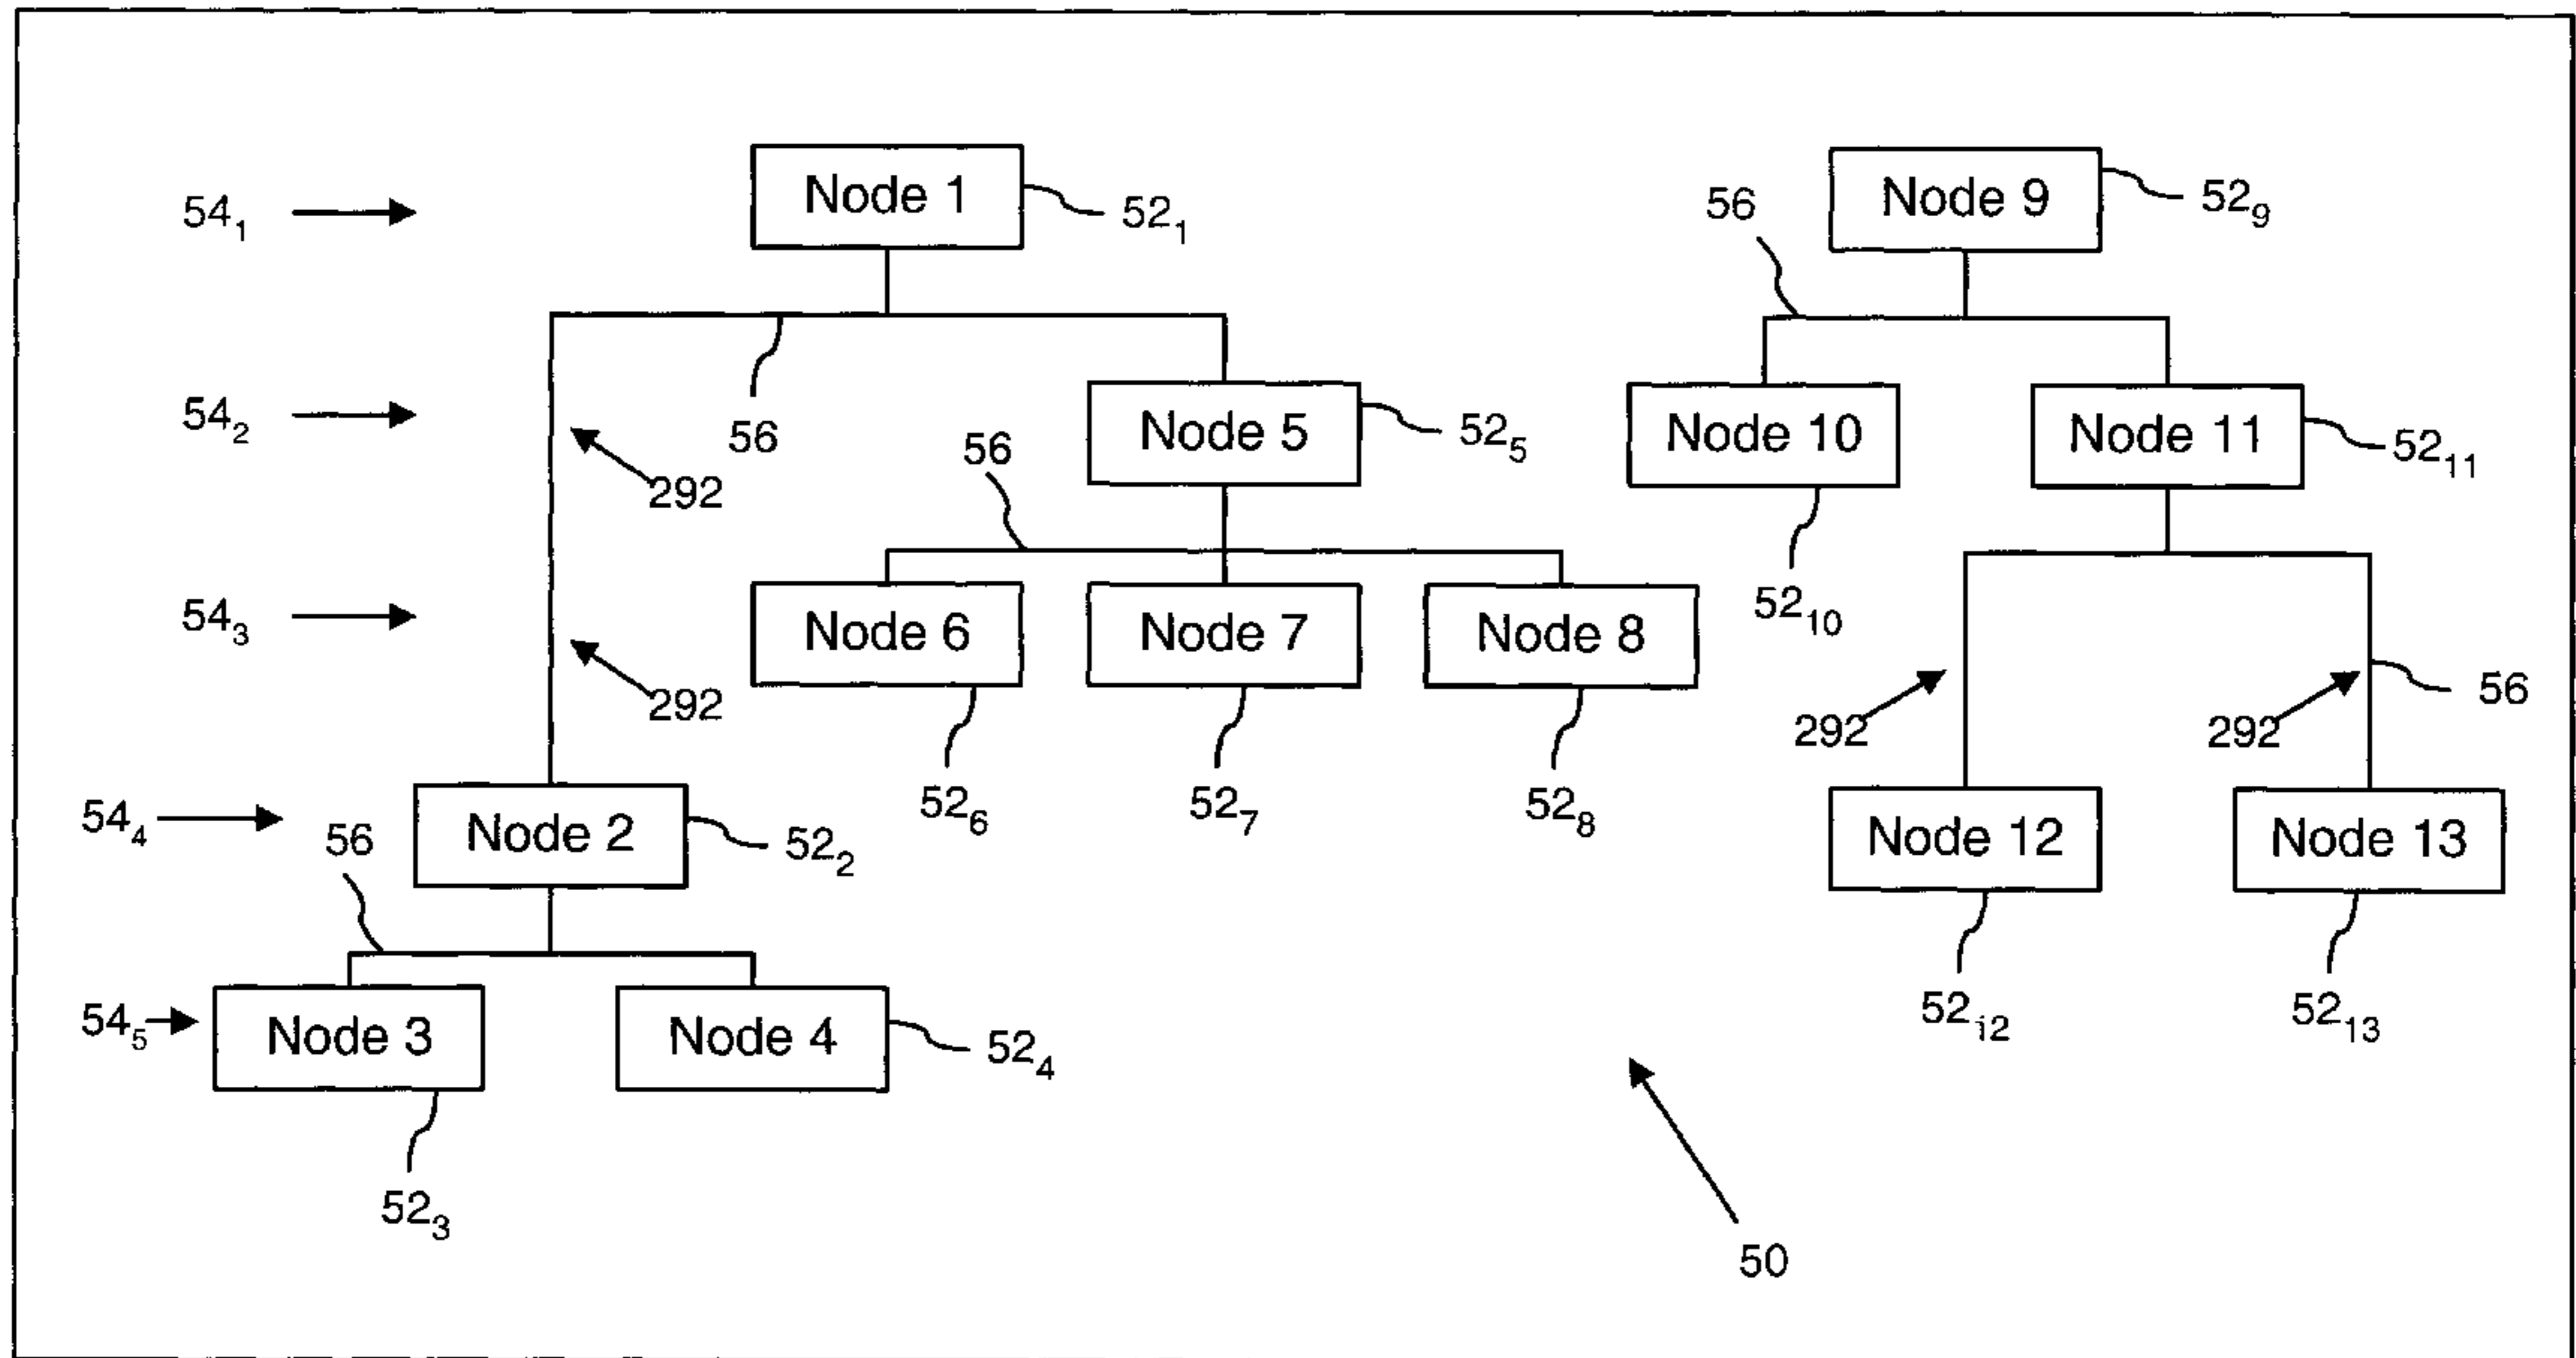 Node 1
Node 9
54₁
52₁
56
52₉
54₂
56
Node 5
52₅
Node 10
Node 11
52₁₁
56
292
54₃
Node 6
Node 7
Node 8
52₁₀
292
292
292
56
54₄
56
Node 2
52₂
52₆
52₇
52₈
Node 12
Node 13
54₅
Node 3
Node 4
52₄
52₁₂
52₁₃
52₃
50